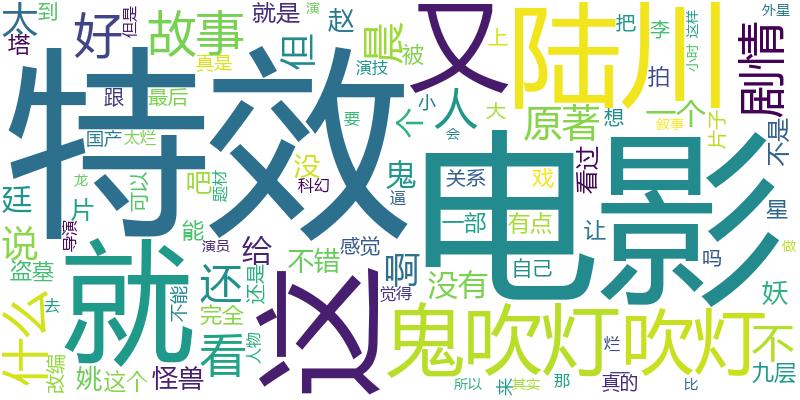 太
到
塔
好
但是
演
就是
故事
真是
赵
但
晨
被
演技
又
上
陆川
把
李
这样
外星
小时
拍
剧情
特效
跟
最后
国产
太烂
个
小
人
要
会
大
原著
想
一个
叙事
片子
不是
电影
廷
片
可以
吧
题材
没
科幻
鬼
逼
关系
戏
看过
星
龙
导演
说
能
演员
给
一部
有点
让
做
盗墓
就
还
还是
不错
感觉
啊
没有
自己
吗
妖
什么
去
不能
完全
这
觉得
鬼吹灯
吹灯
烂
不
改编
姚
这个
怪兽
看
人物
所以
来
其实
那
真的
比
九层